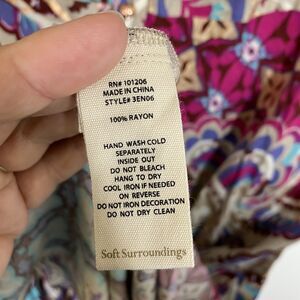 RN# 101206
MADE IN CHINA
STYLE# 3EN06
100% RAYON
HAND WASH COLD
SEPARATELY
INSIDE OUT
DO NOT BLEACH
HANG TO DRY
COOL IRON IF NEEDED
ON REVERSE
DO NOT IRON DECORATION
DO NOT DRY CLEAN
Soft Surroundings